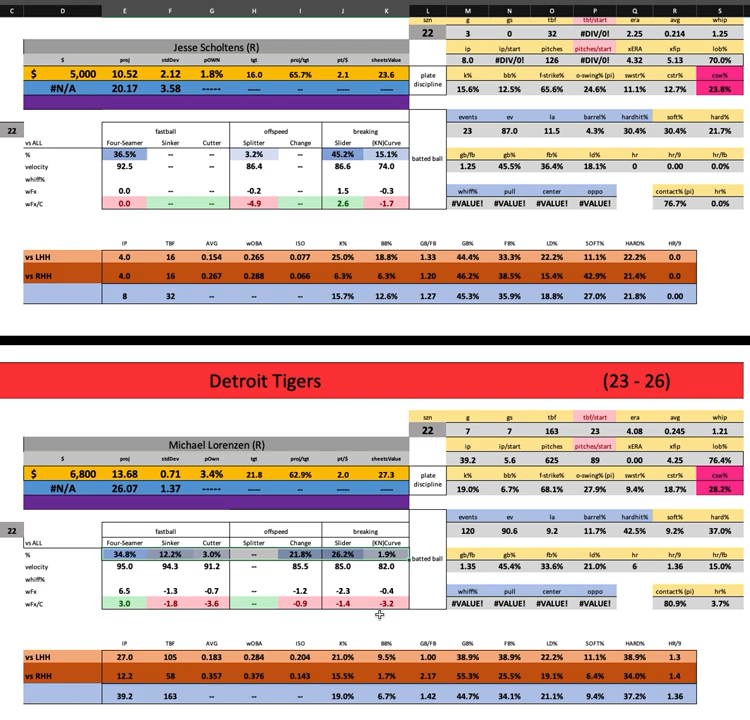 C D E F G H I J K L M N O P Q R S
szn g gs tbf tbf/start era avg whip
22 3 0 32 #DIV/0! 2.25 0.214 1.25
Jesse Scholtens (R) ip ip/start pitches pitches/start xERA xfip lob%
$ proj stdDev pOWN tgt proj/tgt pt/$ sheetsValue 8.0 #DIV/0! 126 #DIV/0! 4.32 5.13 70.0%
$ 5,000 10.52 2.12 1.8% 16.0 65.7% 2.1 23.6 plate discipline k% bb% f-strike% o-swing% (pi) swstr% cstr% csw%
#N/A 20.17 3.58 ----- ---- --- --- ---- 15.6% 12.5% 65.6% 24.6% 11.1% 12.7% 23.8%
events ev la barrel% hardhit% soft% hard%
22 fastball offspeed breaking 23 87.0 11.5 4.3% 30.4% 30.4% 21.7%
vs ALL Four-Seamer Sinker Cutter Splitter Change Slider (KN)Curve
% 36.5% -- -- 3.2% -- 45.2% 15.1% batted ball gb/fb gb% fb% ld% hr hr/9 hr/fb
velocity 92.5 -- -- 86.4 -- 86.6 74.0 1.25 45.5% 36.4% 18.1% 0 0.00 0.0%
whiff%
wFx 0.0 -- -- -0.2 -- 1.5 -0.3 whiff% pull center oppo contact% (pi) hr%
wFx/C 0.0 -- -- -4.9 -- 2.6 -1.7 #VALUE! #VALUE! #VALUE! #VALUE! 76.7% 0.0%
IP TBF AVG wOBA ISO K% BB% GB/FB GB% FB% LD% SOFT% HARD% HR/9
vs LHH 4.0 16 0.154 0.265 0.077 25.0% 18.8% 1.33 44.4% 33.3% 22.2% 11.1% 22.2% 0.0
vs RHH 4.0 16 0.267 0.288 0.066 6.3% 6.3% 1.20 46.2% 38.5% 15.4% 42.9% 21.4% 0.0
8 32 -- -- -- 15.7% 12.6% 1.27 45.3% 35.9% 18.8% 27.0% 21.8% 0.00
Detroit Tigers (23 - 26)
szn g gs tbf tbf/start era avg whip
22 7 7 163 23 4.08 0.245 1.21
Michael Lorenzen (R) ip ip/start pitches pitches/start xERA xfip lob%
$ proj stdDev pOwn tgt proj/tgt pt/$ sheetsValue 39.2 5.6 625 89 0.00 4.25 76.4%
$ 6,800 13.68 0.71 3.4% 21.8 62.9% 2.0 27.3 plate discipline k% bb% f-strike% o-swing% (pi) swstr% cstr% csw%
#N/A 26.07 1.37 ----- ---- --- --- ---- 19.0% 6.7% 68.1% 27.9% 9.4% 18.7% 28.2%
events ev la barrel% hardhit% soft% hard%
22 fastball offspeed breaking 120 90.6 9.2 11.7% 42.5% 9.2% 37.0%
vs ALL Four-Seamer Sinker Cutter Splitter Change Slider (KN)Curve
% 34.8% 12.2% 3.0% -- 21.8% 26.2% 1.9% batted ball gb/fb gb% fb% ld% hr hr/9 hr/fb
velocity 95.0 94.3 91.2 -- 85.5 85.0 82.0 1.35 45.4% 33.6% 21.0% 6 1.36 15.0%
whiff%
wFx 6.5 -1.3 -0.7 -- -1.2 -2.3 -0.4 whiff% pull center oppo contact% (pi) hr%
wFx/C 3.0 -1.8 -3.6 -- -0.9 -1.4 -3.2 #VALUE! #VALUE! #VALUE! #VALUE! 80.9% 3.7%
IP TBF AVG wOBA ISO K% BB% GB/FB GB% FB% LD% SOFT% HARD% HR/9
vs LHH 27.0 105 0.183 0.284 0.204 21.0% 9.5% 1.00 38.9% 38.9% 22.2% 11.1% 38.9% 1.3
vs RHH 12.2 58 0.357 0.376 0.143 15.5% 1.7% 2.17 55.3% 25.5% 19.1% 6.4% 34.0% 1.4
39.2 163 -- -- -- 19.0% 6.7% 1.42 44.7% 34.1% 21.1% 9.4% 37.2% 1.36